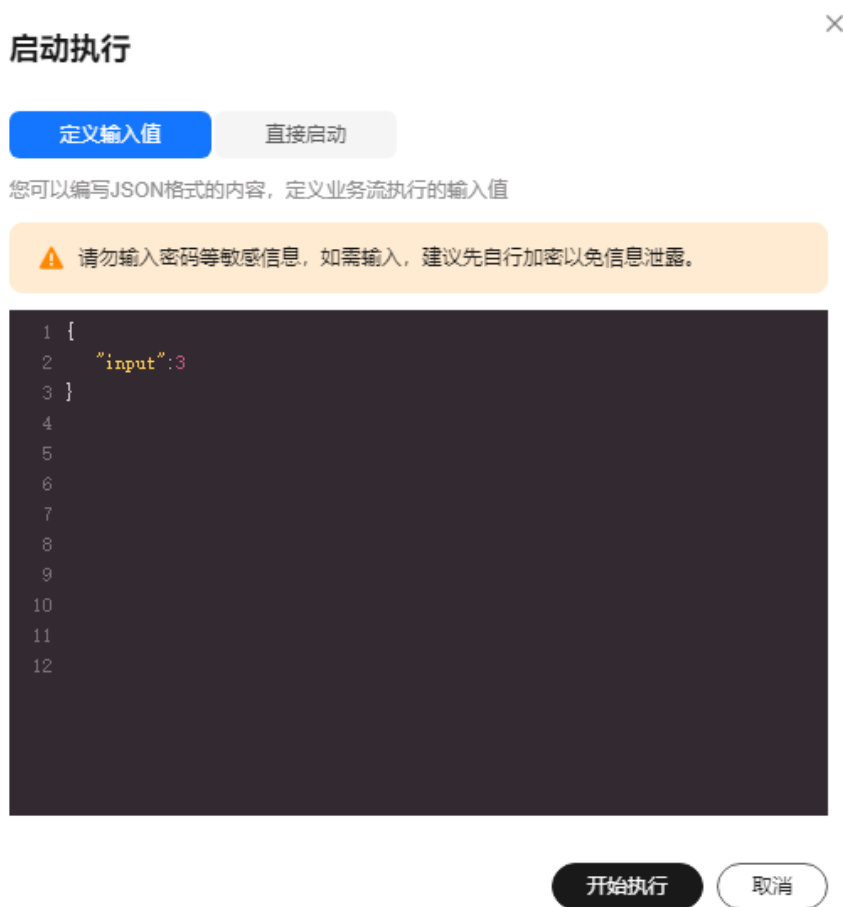 启动执行
定义输入值 直接启动
您可以编写JSON格式的内容，定义业务流执行的输入值
请勿输入密码等敏感信息，如需输入，建议先自行加密以免信息泄露。
1 {
2 "input":3
3 }
4
5
6
7
8
9
10
11
12
开始执行 取消